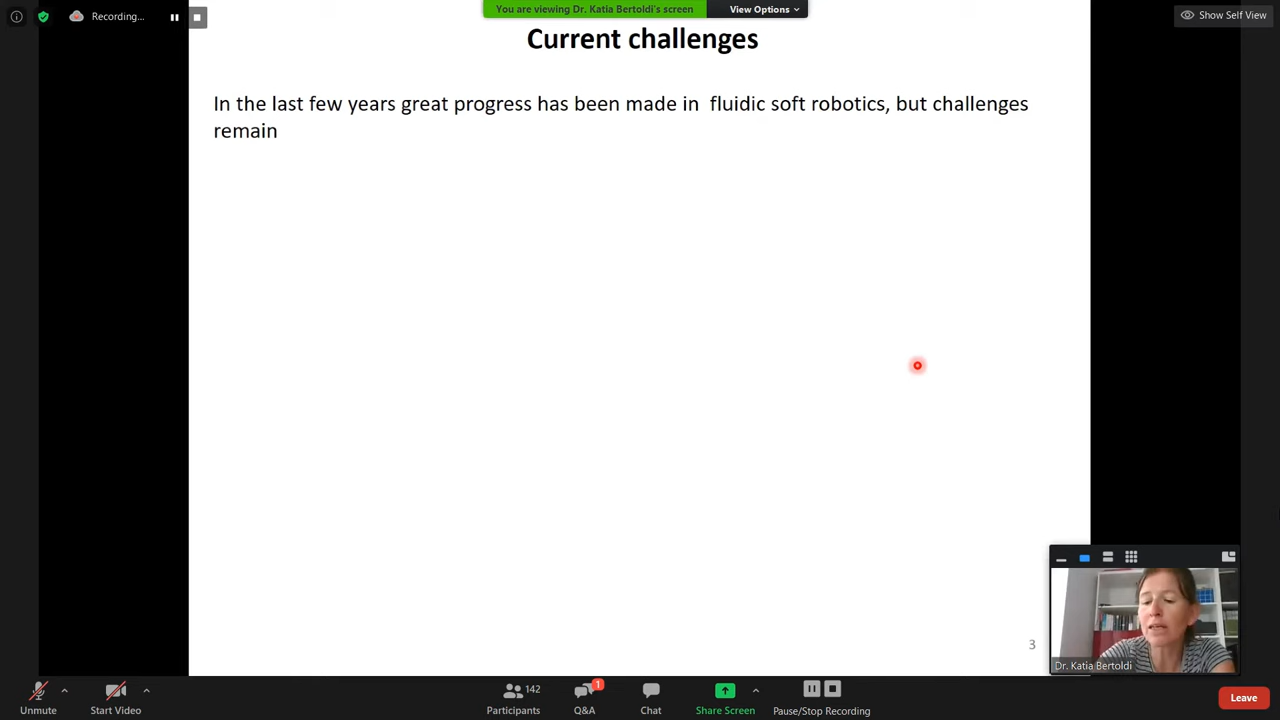 You are viewing Dr. Katia Bertoldi's screen
View Options
Recording...
Show Self View
Current challenges
In the last few years great progress has been made in fluidic soft robotics, but challenges
remain
3
Dr. Katia Bertoldi
Unmute
Start Video
142
Participants
1
Q&A
Chat
Share Screen
Pause/Stop Recording
Leave